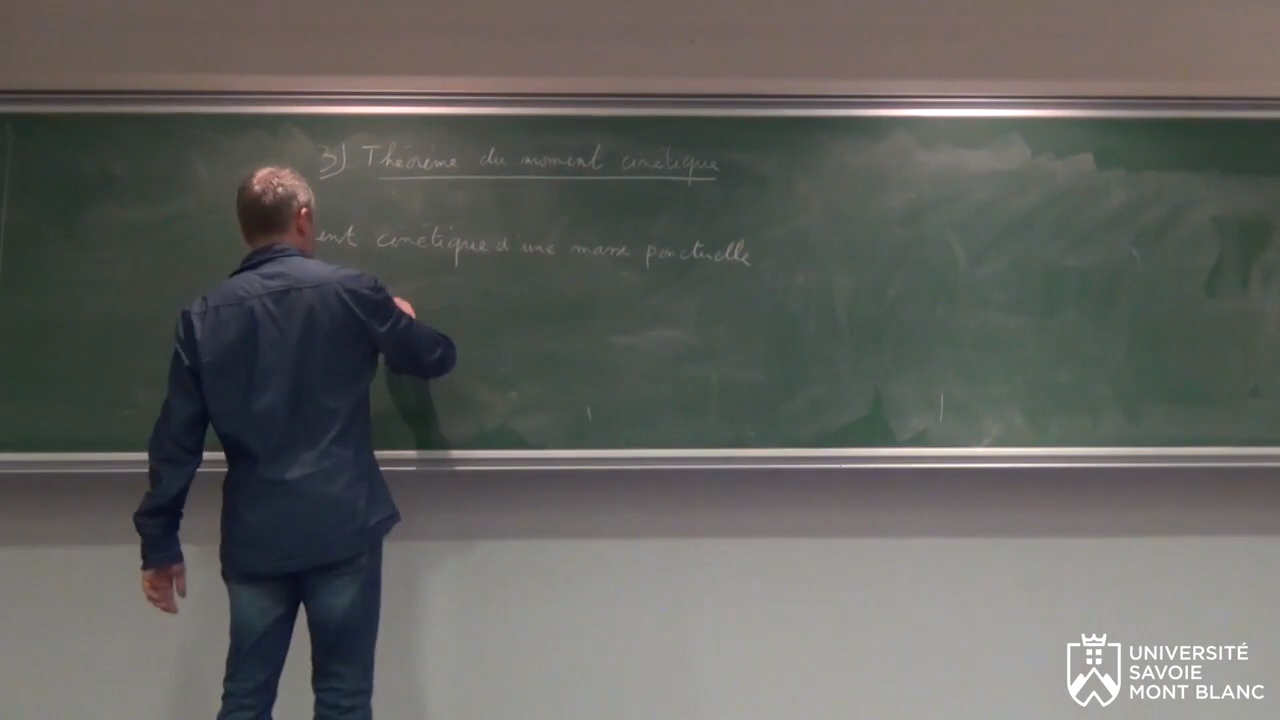 3) Théorème du moment cinétique
ent cinétique d'une masse ponctuelle
UNIVERSITÉ
SAVOIE
MONT BLANC